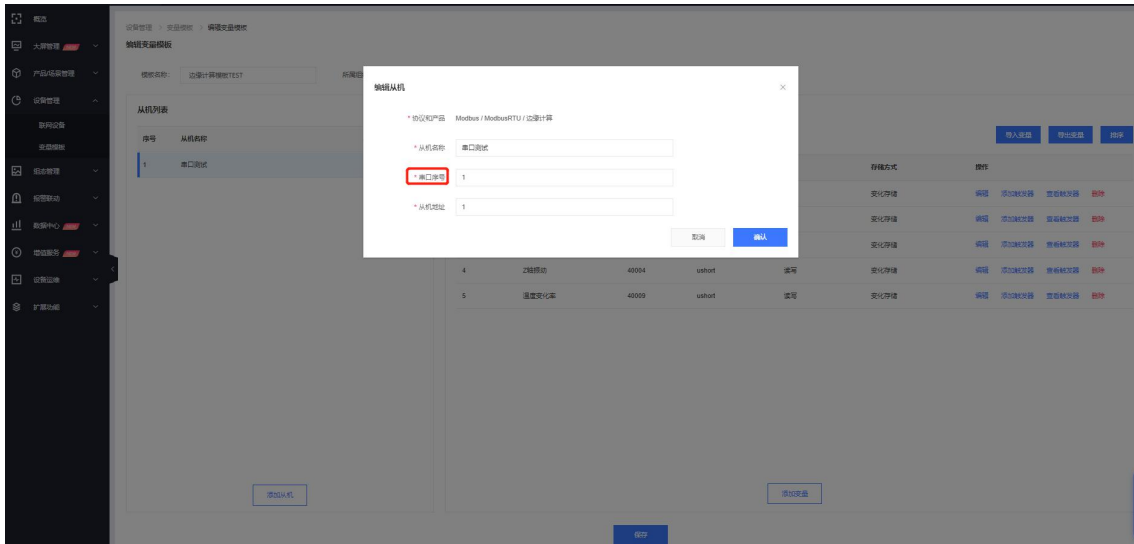 概览
大屏管理
产品/场景管理
设备管理
联网设备
变量模板
组态管理
报警联动
数据中心
增值服务
设备运维
扩展功能
设备管理 > 变量模板 > 编辑变量模板
编辑变量模板
模板名称: 边缘计算模板TEST 所属组
从机列表
序号 从机名称
1 串口测试
添加从机
编辑从机 ×
* 协议和产品 Modbus / ModbusRTU / 边缘计算
* 从机名称 串口测试
* 串口序号 1
* 从机地址 1
取消 确认
导入变量 导出变量 排序
存储方式 操作
变化存储 编辑 添加触发器 查看触发器 删除
变化存储 编辑 添加触发器 查看触发器 删除
变化存储 编辑 添加触发器 查看触发器 删除
4 Z轴振动 40004 ushort 读写 变化存储 编辑 添加触发器 查看触发器 删除
5 温度变化率 40009 ushort 读写 变化存储 编辑 添加触发器 查看触发器 删除
添加变量
保存